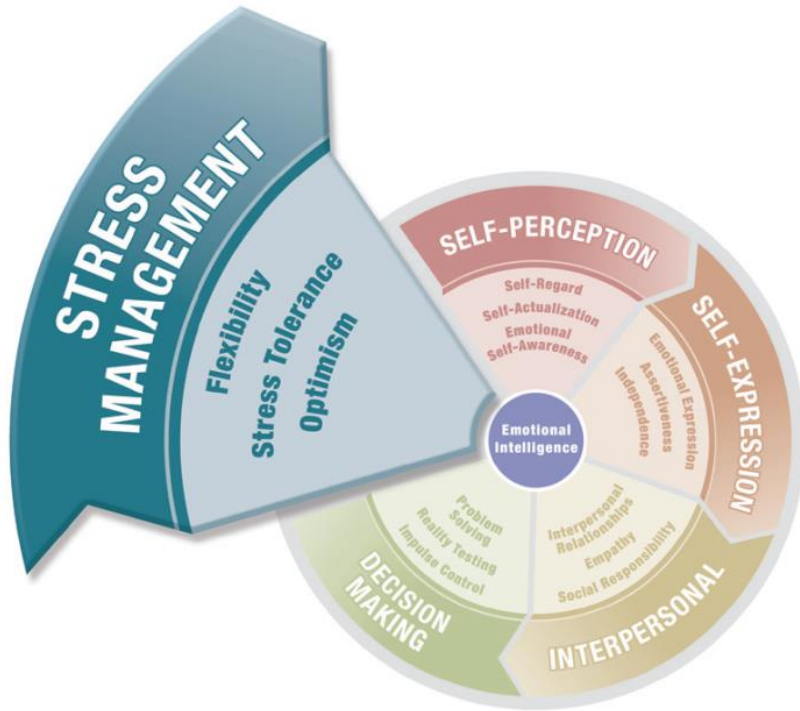 STRESS
MANAGEMENT
Flexibility
Stress Tolerance
Optimism
SELF-PERCEPTION
Self-Regard
Self-Actualization
Emotional
Self-Awareness
SELF-EXPRESSION
Emotional Expression
Assertiveness
Independence
Emotional
Intelligence
INTERPERSONAL
Interpersonal
Relationships
Empathy
Social Responsibility
DECISION
MAKING
Problem
Solving
Reality Testing
Impulse Control